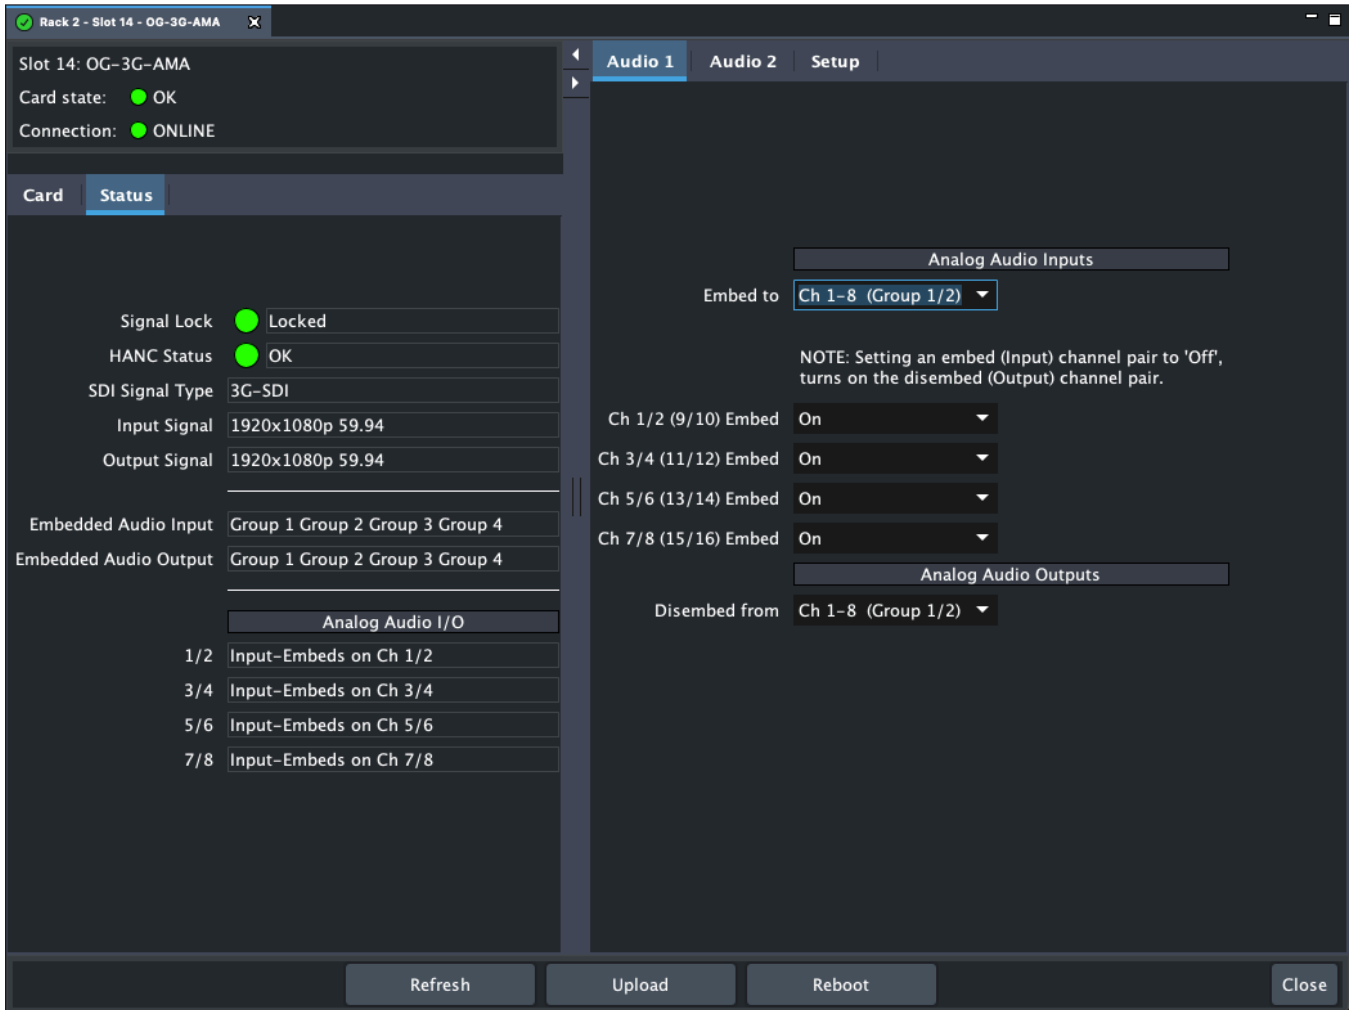 Rack 2 - Slot 14 - OG-3G-AMA
Slot 14: OG-3G-AMA
Card state: OK
Connection: ONLINE
Card Status
Signal Lock Locked
HANC Status OK
SDI Signal Type 3G-SDI
Input Signal 1920x1080p 59.94
Output Signal 1920x1080p 59.94
Embedded Audio Input Group 1 Group 2 Group 3 Group 4
Embedded Audio Output Group 1 Group 2 Group 3 Group 4
Analog Audio I/O
1/2 Input-Embeds on Ch 1/2
3/4 Input-Embeds on Ch 3/4
5/6 Input-Embeds on Ch 5/6
7/8 Input-Embeds on Ch 7/8
Audio 1 Audio 2 Setup
Analog Audio Inputs
Embed to Ch 1-8 (Group 1/2)
NOTE: Setting an embed (Input) channel pair to 'Off',
turns on the disembed (Output) channel pair.
Ch 1/2 (9/10) Embed On
Ch 3/4 (11/12) Embed On
Ch 5/6 (13/14) Embed On
Ch 7/8 (15/16) Embed On
Analog Audio Outputs
Disembed from Ch 1-8 (Group 1/2)
Refresh Upload Reboot Close